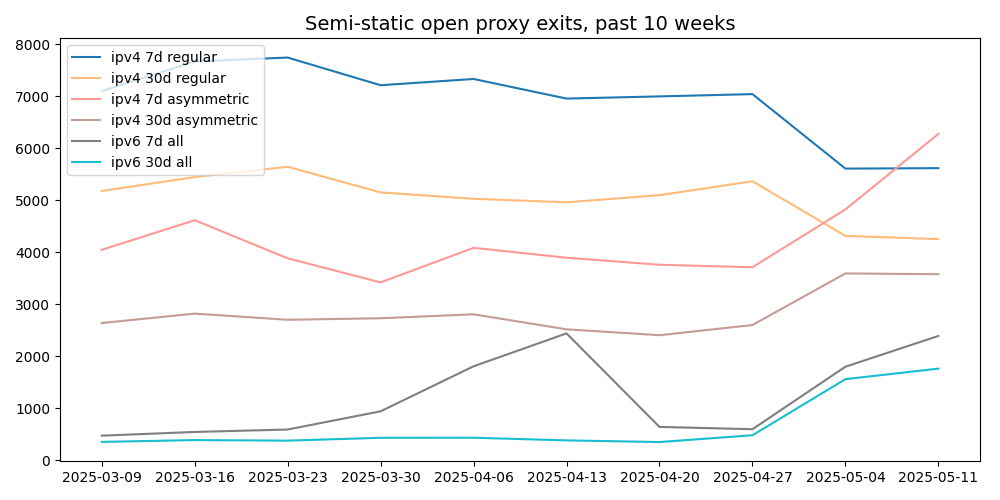 Semi-static open proxy exits, past 10 weeks
8000
7000
6000
5000
4000
3000
2000
1000
0
ipv4 7d regular
ipv4 30d regular
ipv4 7d asymmetric
ipv4 30d asymmetric
ipv6 7d all
ipv6 30d all
2025-03-09 2025-03-16 2025-03-23 2025-03-30 2025-04-06 2025-04-13 2025-04-20 2025-04-27 2025-05-04 2025-05-11